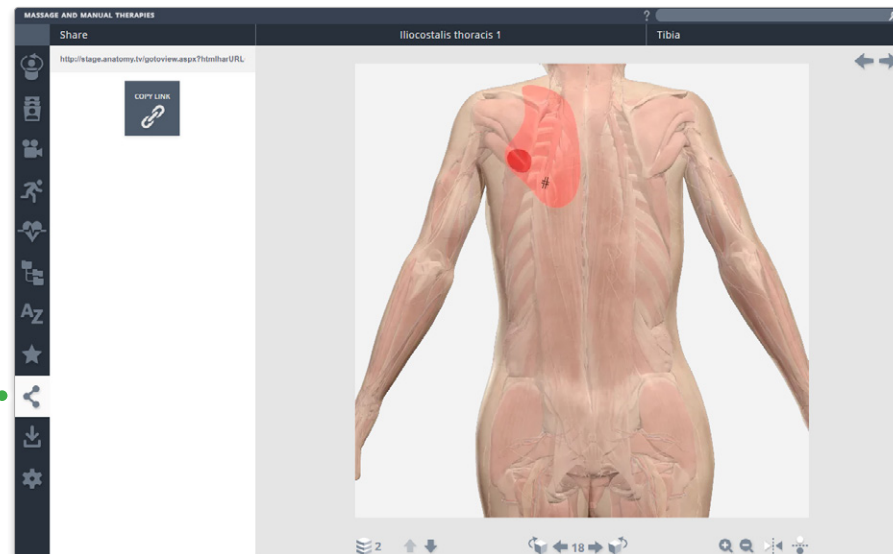 MASSAGE AND MANUAL THERAPIES
?
Share
Iliocostalis thoracis 1
Tibia
http://stage.anatomy.tv/gotoview.aspx?htmlharURL
COPY LINK
AZ
2
18